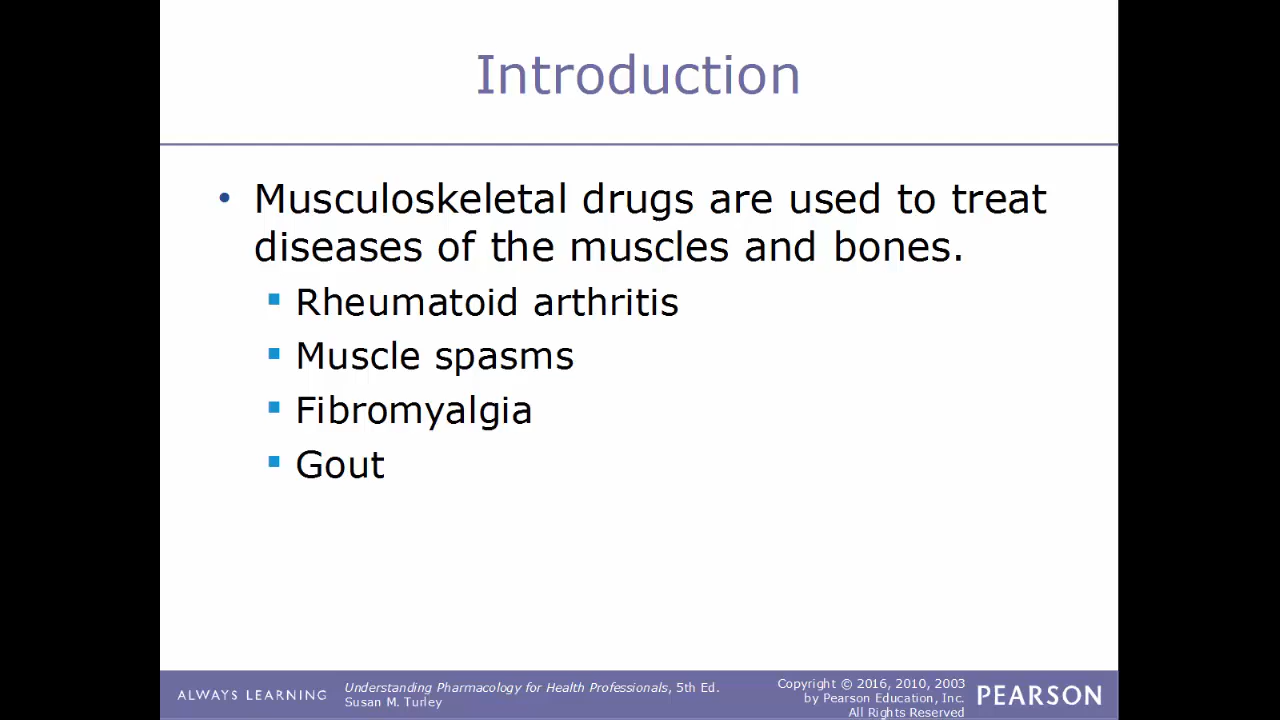 Introduction
• Musculoskeletal drugs are used to treat
diseases of the muscles and bones.
▪ Rheumatoid arthritis
▪ Muscle spasms
▪ Fibromyalgia
▪ Gout
ALWAYS LEARNING
Understanding Pharmacology for Health Professionals, 5th Ed.
Susan M. Turley
Copyright © 2016, 2010, 2003
by Pearson Education, Inc.
All Rights Reserved
PEARSON